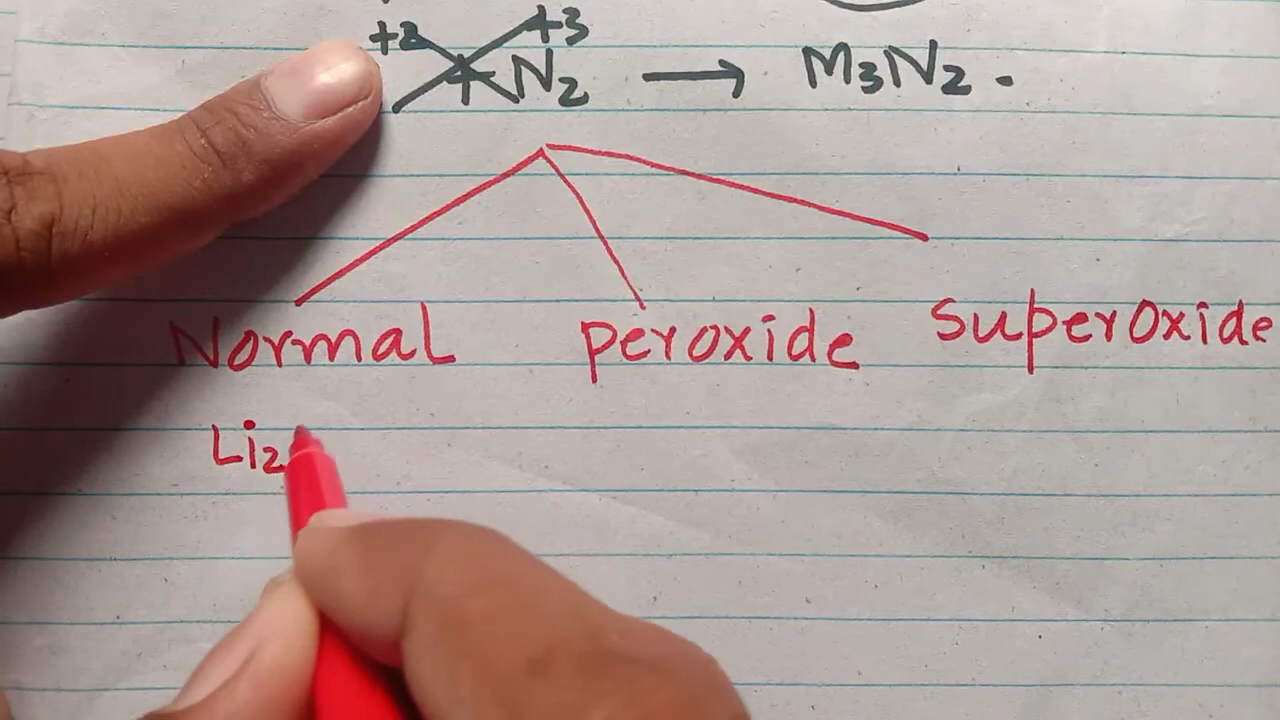 +2 +3
+ N2 → M3N2.
Normal peroxide Superoxide
Li2